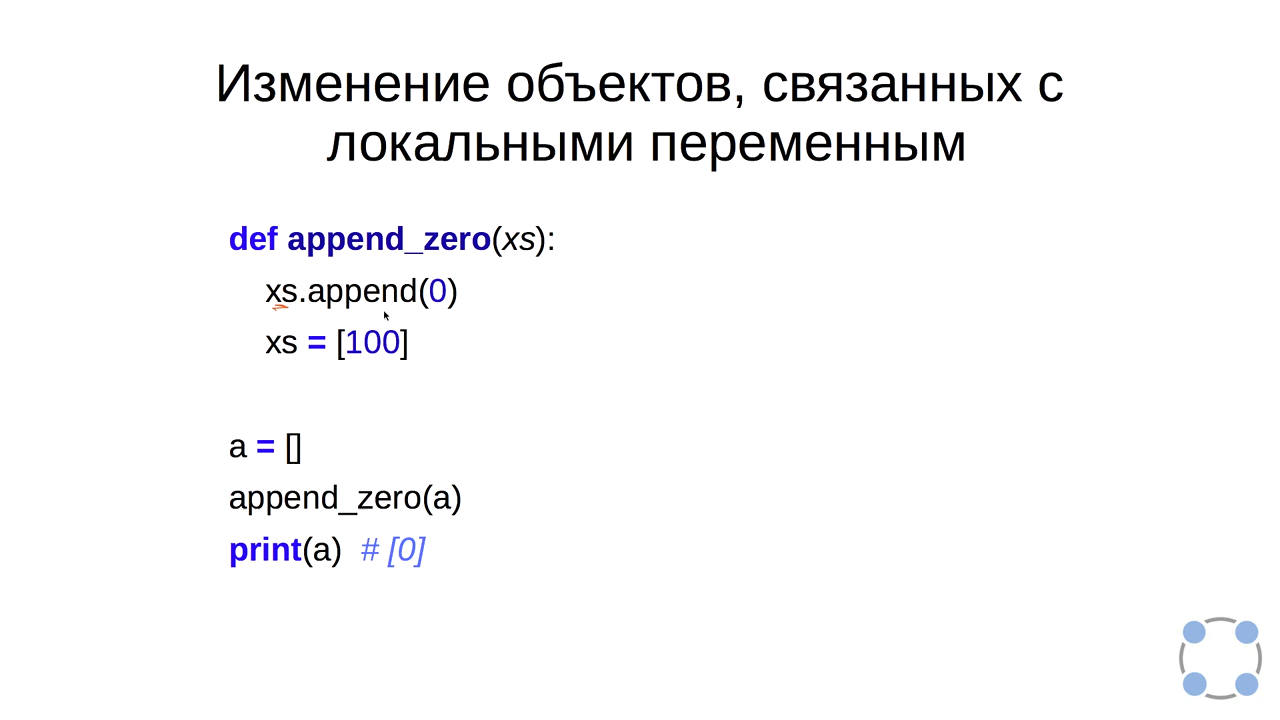 Изменение объектов, связанных с
локальными переменным
def append_zero(xs):
xs.append(0)
xs = [100]
a = []
append_zero(a)
print(a) # [0]